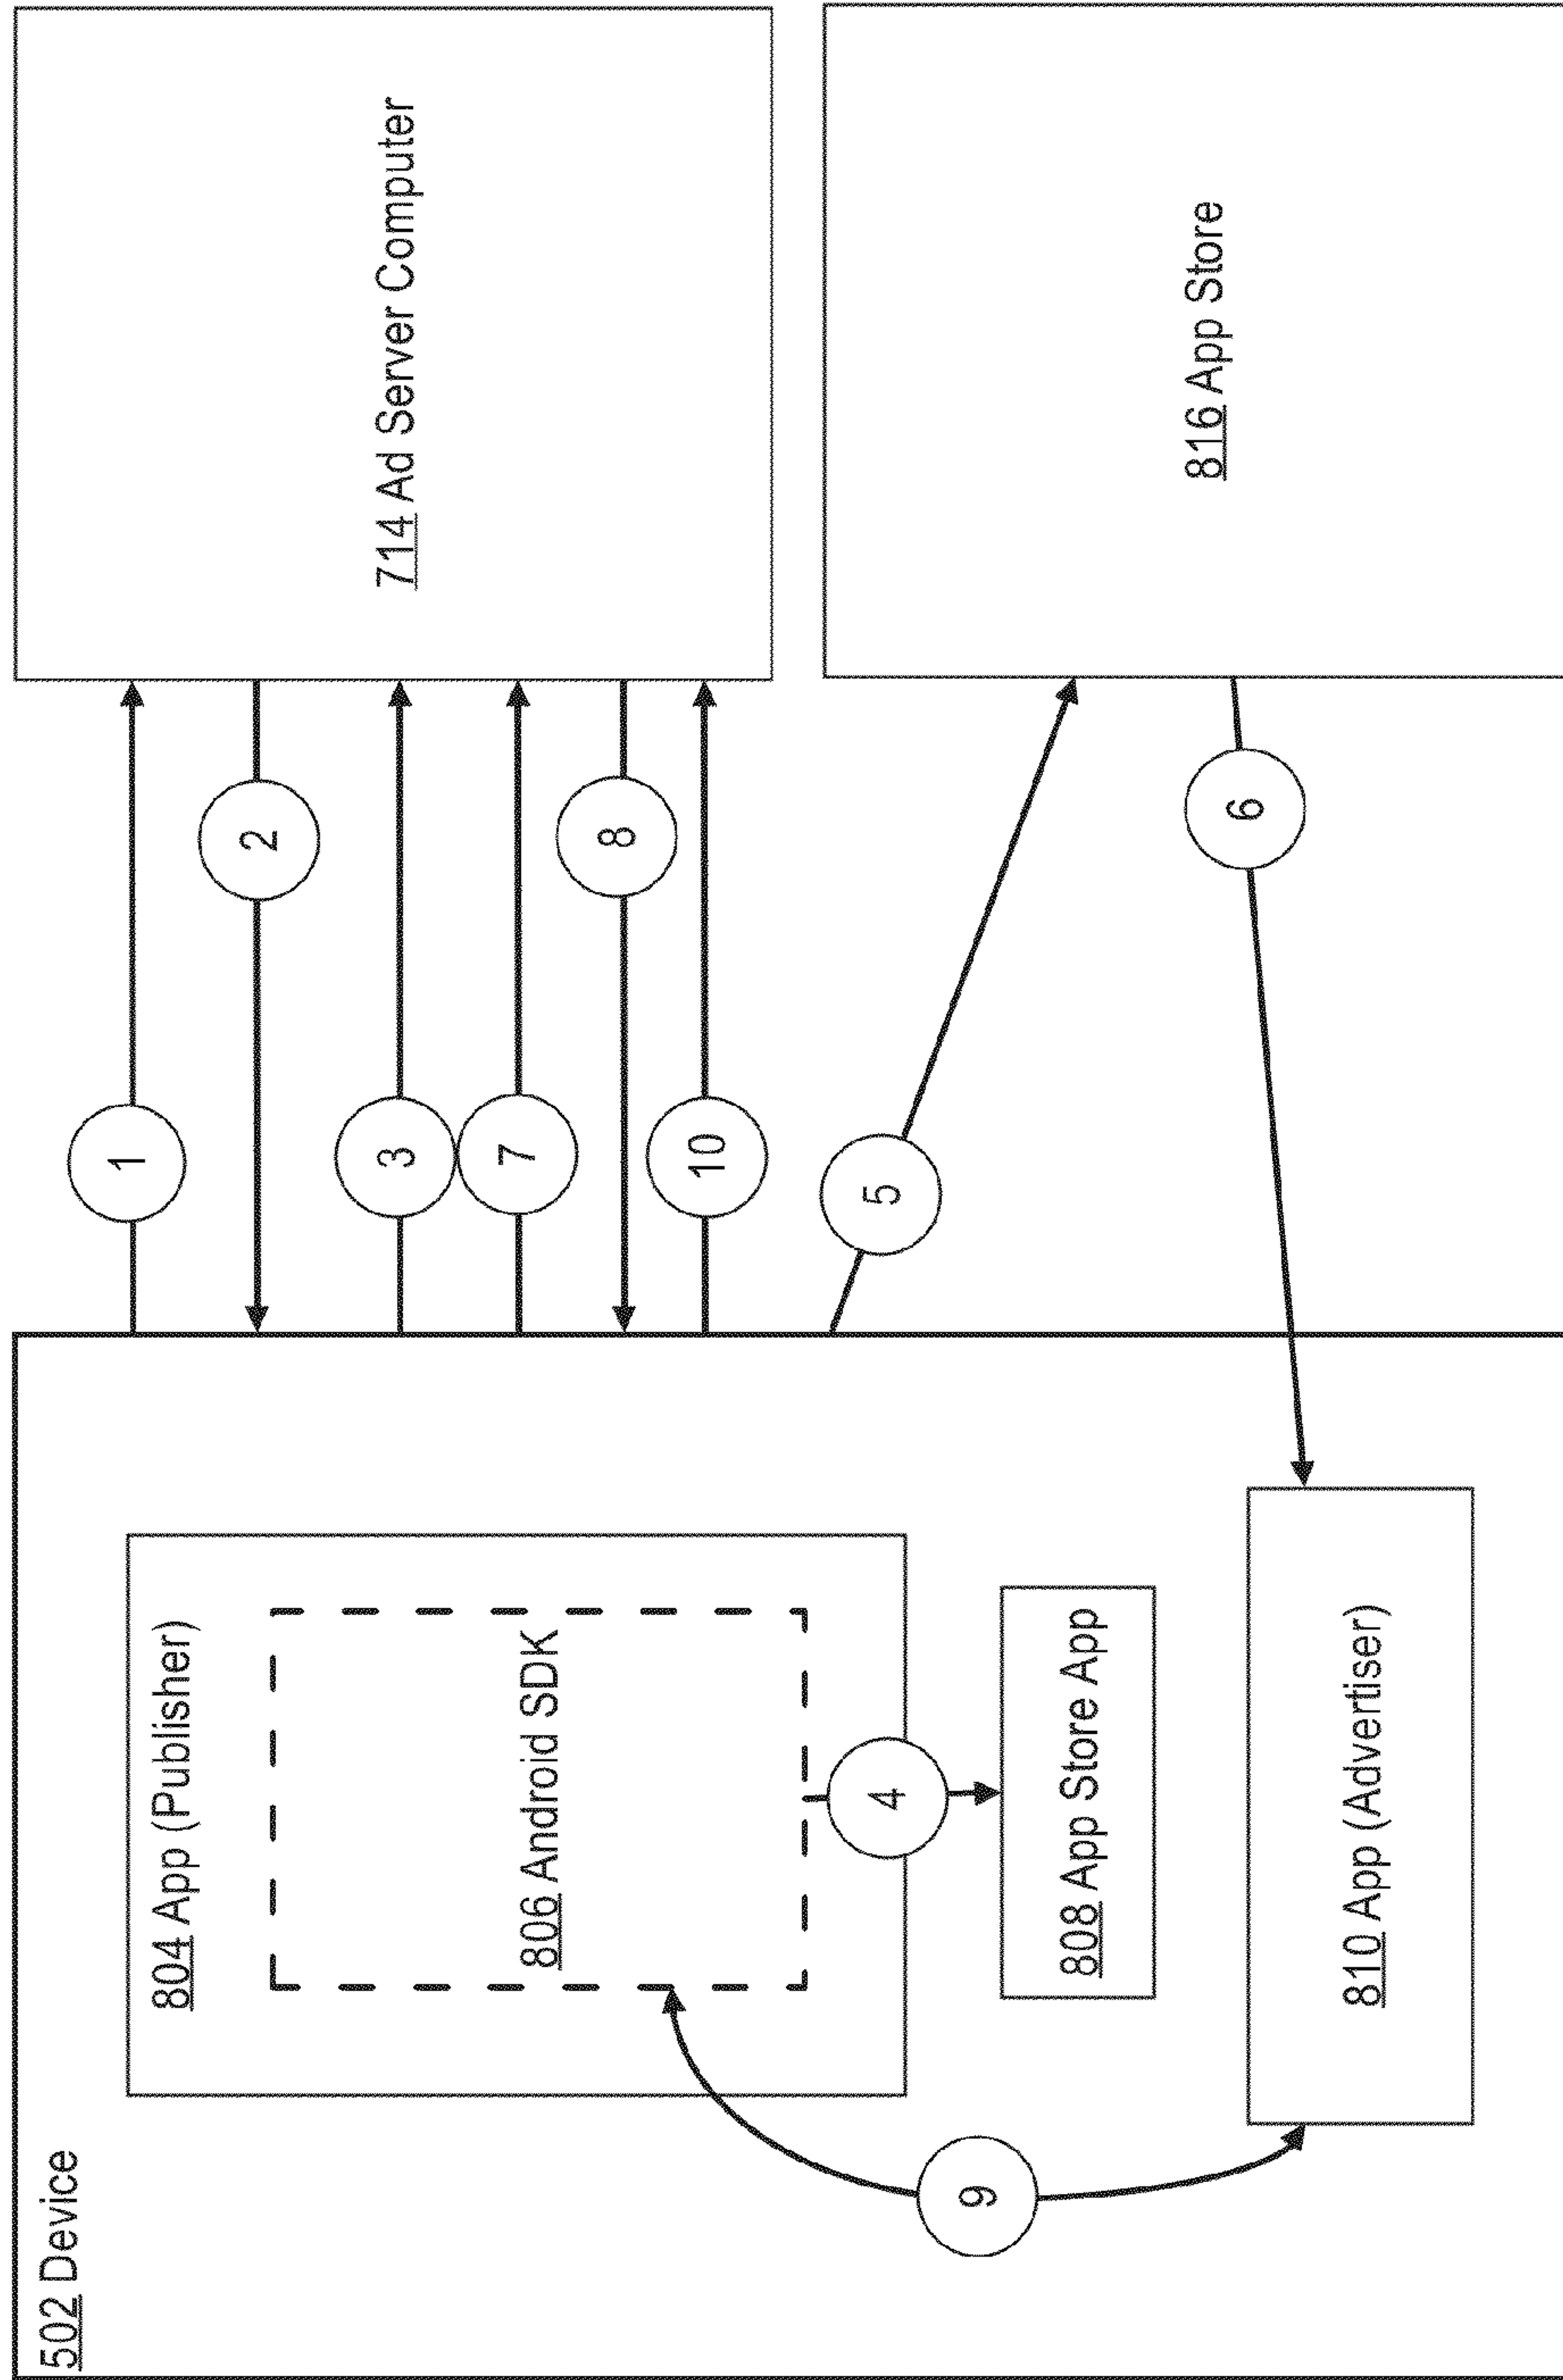 502 Device
804 App (Publisher)
806 Android SDK
4
808 App Store App
9
810 App (Advertiser)
1
2
3
7
8
10
5
6
714 Ad Server Computer
816 App Store